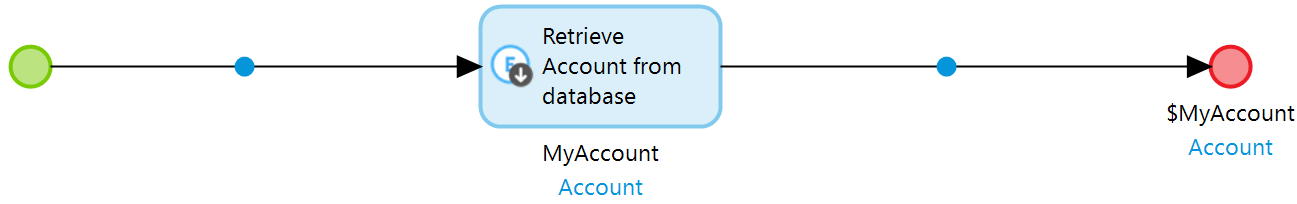 Retrieve
Account from
database
E
MyAccount
Account
$MyAccount
Account